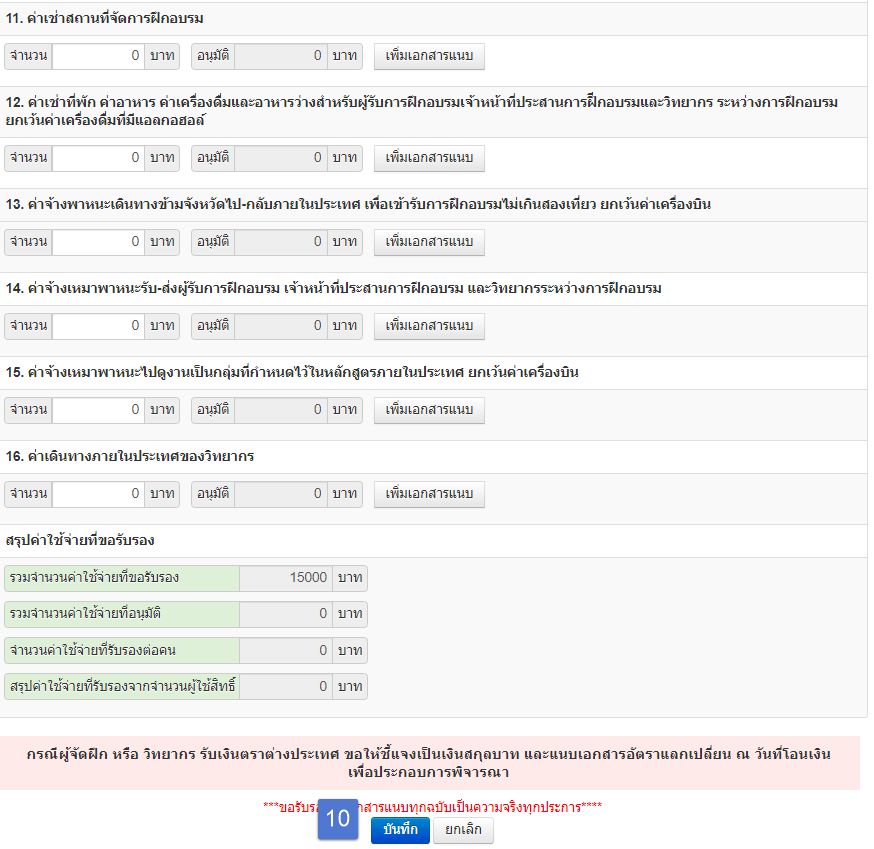 11. ค่าเช่าสถานที่จัดการฝึกอบรม
จำนวน 0 บาท อนุมัติ 0 บาท เพิ่มเอกสารแนบ
12. ค่าเช่าที่พัก ค่าอาหาร ค่าเครื่องดื่มและอาหารว่างสำหรับผู้รับการฝึกอบรมเจ้าหน้าที่ประสานการฝึกอบรมและวิทยากร ระหว่างการฝึกอบรม
ยกเว้นค่าเครื่องดื่มที่มีแอลกอฮอล์
จำนวน 0 บาท อนุมัติ 0 บาท เพิ่มเอกสารแนบ
13. ค่าจ้างพาหนะเดินทางข้ามจังหวัดไป-กลับภายในประเทศ เพื่อเข้ารับการฝึกอบรมไม่เกินสองเที่ยว ยกเว้นค่าเครื่องบิน
จำนวน 0 บาท อนุมัติ 0 บาท เพิ่มเอกสารแนบ
14. ค่าจ้างเหมาพาหนะรับ-ส่งผู้รับการฝึกอบรม เจ้าหน้าที่ประสานการฝึกอบรม และวิทยากรระหว่างการฝึกอบรม
จำนวน 0 บาท อนุมัติ 0 บาท เพิ่มเอกสารแนบ
15. ค่าจ้างเหมาพาหนะไปดูงานเป็นกลุ่มที่กำหนดไว้ในหลักสูตรภายในประเทศ ยกเว้นค่าเครื่องบิน
จำนวน 0 บาท อนุมัติ 0 บาท เพิ่มเอกสารแนบ
16. ค่าเดินทางภายในประเทศของวิทยากร
จำนวน 0 บาท อนุมัติ 0 บาท เพิ่มเอกสารแนบ
สรุปค่าใช้จ่ายที่ขอรับรอง
รวมจำนวนค่าใช้จ่ายที่ขอรับรอง 15000 บาท
รวมจำนวนค่าใช้จ่ายที่อนุมัติ 0 บาท
จำนวนค่าใช้จ่ายที่รับรองต่อคน 0 บาท
สรุปค่าใช้จ่ายที่รับรองจากจำนวนผู้ใช้สิทธิ์ 0 บาท
กรณีผู้จัดฝึก หรือ วิทยากร รับเงินตราต่างประเทศ ขอให้ชี้แจงเป็นเงินสกุลบาท และแนบเอกสารอัตราแลกเปลี่ยน ณ วันที่โอนเงิน
เพื่อประกอบการพิจารณา
***ขอรับรอ กสารแนบทุกฉบับเป็นความจริงทุกประการ****
10 บันทึก ยกเลิก